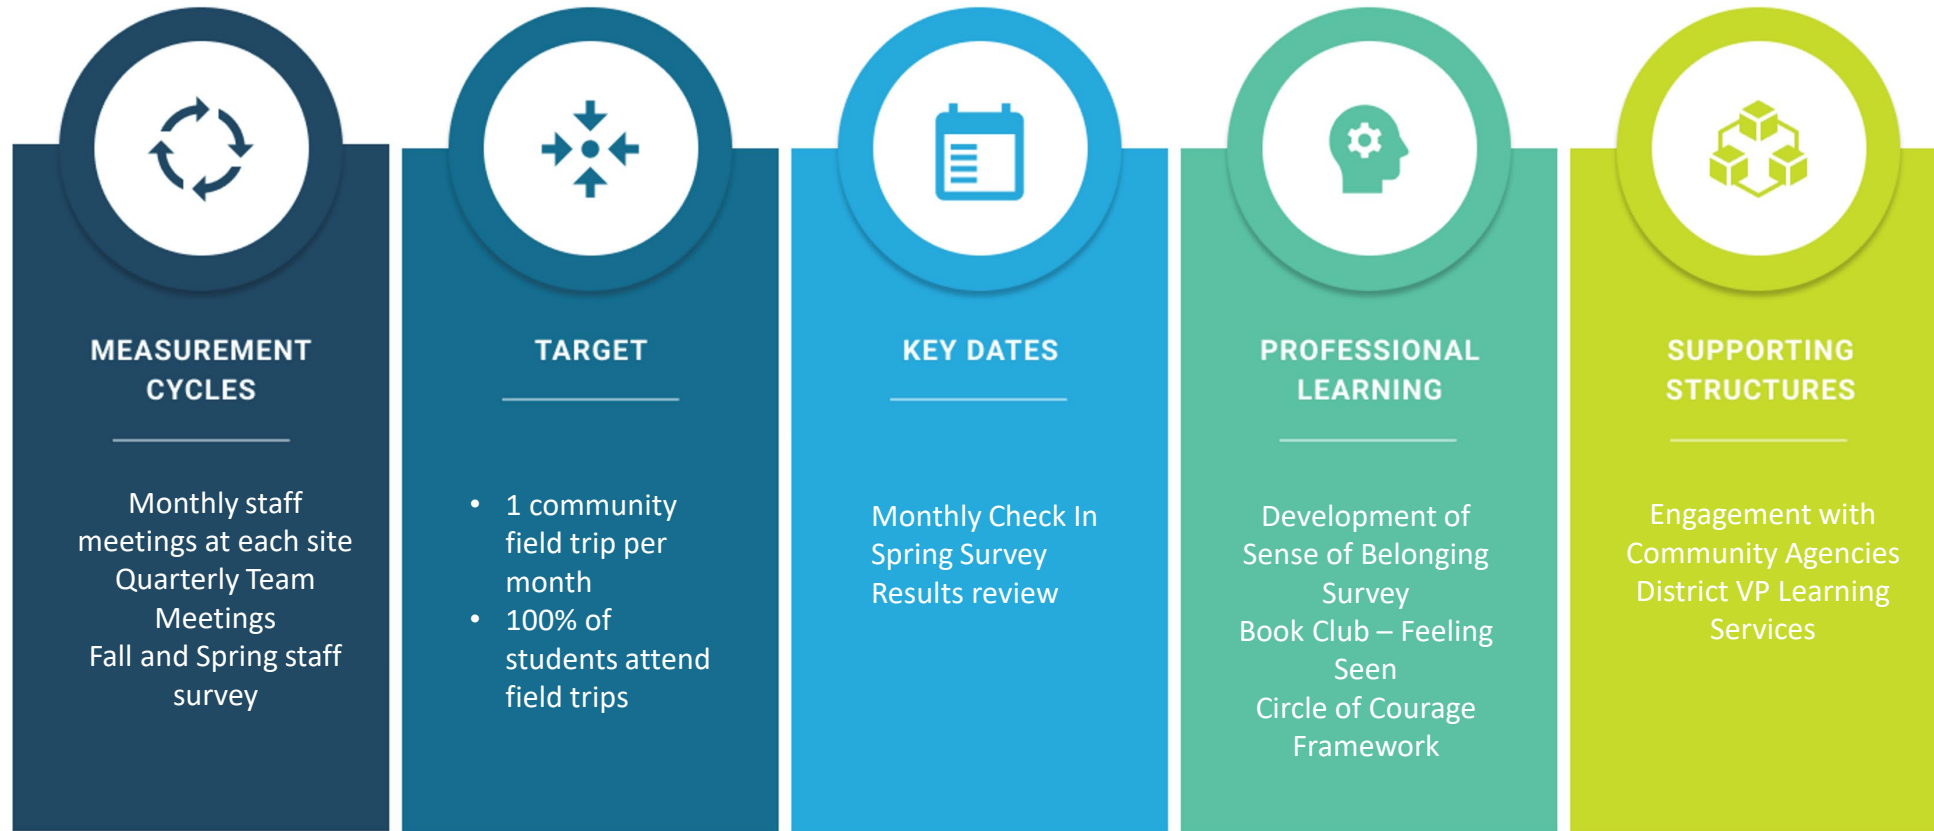 MEASUREMENT
CYCLES
Monthly staff
meetings at each site
Quarterly Team
Meetings
Fall and Spring staff
survey
TARGET
• 1 community
field trip per
month
• 100% of
students attend
field trips
KEY DATES
Monthly Check In
Spring Survey
Results review
PROFESSIONAL
LEARNING
Development of
Sense of Belonging
Survey
Book Club – Feeling
Seen
Circle of Courage
Framework
SUPPORTING
STRUCTURES
Engagement with
Community Agencies
District VP Learning
Services